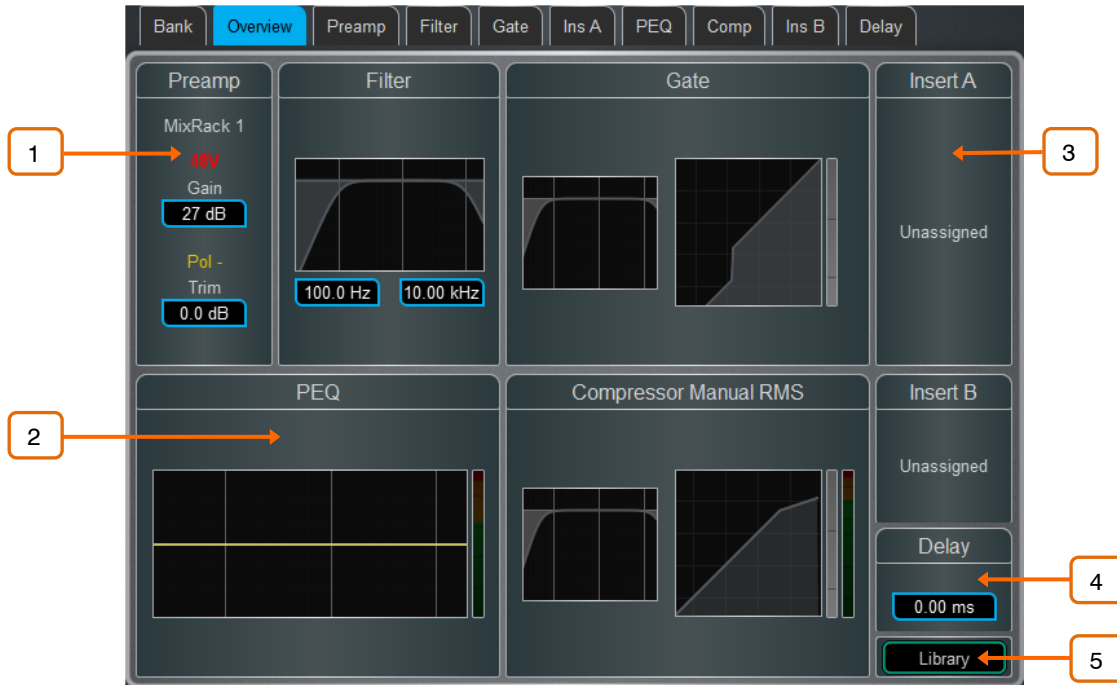 Bank Overview Preamp Filter Gate Ins A PEQ Comp Ins B Delay
Preamp
MixRack 1
48V
Gain
27 dB
Pol -
Trim
0.0 dB
Filter
100.0 Hz 10.00 kHz
Gate
Insert A
Unassigned
PEQ
Compressor Manual RMS
Insert B
Unassigned
Delay
0.00 ms
Library
1
2
3
4
5